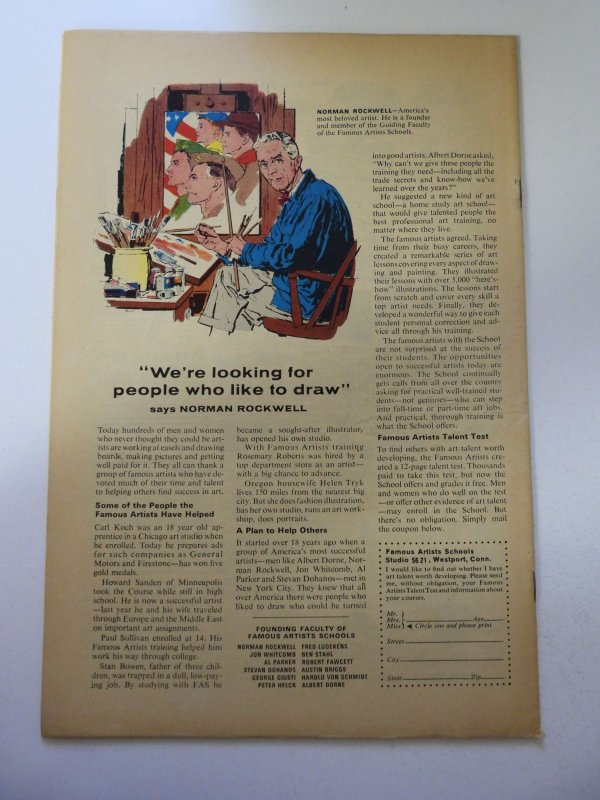 NORMAN ROCKWELL—America's
most beloved artist. He is a founder
and member of the Guiding Faculty
of the Famous Artists Schools.
"We're looking for
people who like to draw"
says NORMAN ROCKWELL
Today hundreds of men and women
who never thought they could be art-
ists are working at easels and drawing
boards, making pictures and getting
well paid for it. They all can thank a
group of famous artists who have de-
voted much of their time and talent
to helping others find success in art.
Some of the People the
Famous Artists Have Helped
Carl Koch was an 18 year old ap-
prentice in a Chicago art studio when
he enrolled. Today he prepares ads
for such companies as General
Motors and Firestone—has won five
gold medals.
Howard Sanden of Minneapolis
took the Course while still in high
school. He is now a successful artist
—last year he and his wife traveled
through Europe and the Middle East
on important art assignments.
Paul Sullivan enrolled at 14. His
Famous Artists training helped him
work his way through college.
Stan Bowen, father of three chil-
dren, was trapped in a dull, low-pay-
ing job. By studying with FAS he
became a sought-after illustrator,
has opened his own studio.
With Famous Artists training
Rosemary Roberts was hired by a
top department store as an artist—
with a big chance to advance.
Oregon housewife Helen Tryk
lives 150 miles from the nearest big
city. But she does fashion illustration,
has her own studio, runs an art work-
shop, does portraits.
A Plan to Help Others
It started over 18 years ago when a
group of America's most successful
artists—men like Albert Dorne, Nor-
man Rockwell, Jon Whitcomb, Al
Parker and Stevan Dohanos—met in
New York City. They knew that all
over America there were people who
liked to draw who could be turned
FOUNDING FACULTY OF
FAMOUS ARTISTS SCHOOLS
NORMAN ROCKWELL FRED LUDEKENS
JON WHITCOMB BEN STAHL
AL PARKER ROBERT FAWCETT
STEVAN DOHANOS AUSTIN BRIGGS
GEORGE GIUSTI HAROLD VON SCHMIDT
PETER HELCK ALBERT DORNE
into good artists. Albert Dorne asked,
"Why can't we give these people the
training they need—including all the
trade secrets and know-how we've
learned over the years?"
He suggested a new kind of art
school—a home study art school—
that would give talented people the
best professional art training, no
matter where they live.
The famous artists agreed. Taking
time from their busy careers, they
created a remarkable series of art
lessons covering every aspect of draw-
ing and painting. They illustrated
their lessons with over 5,000 "here's-
how" illustrations. The lessons start
from scratch and cover every skill a
top artist needs. Finally, they de-
veloped a wonderful way to give each
student personal correction and ad-
vice all through his training.
The famous artists with the School
are not surprised at the success of
their students. The opportunities
open to successful artists today are
enormous. The School continually
gets calls from all over the country
asking for practical well-trained stu-
dents—not geniuses—who can step
into full-time or part-time art jobs.
And practical, thorough training is
what the School offers.
Famous Artists Talent Test
To find others with art talent worth
developing, the Famous Artists cre-
ated a 12-page talent test. Thousands
paid to take this test, but now the
School offers and grades it free. Men
and women who do well on the test
—or offer other evidence of art talent
—may enroll in the School. But
there's no obligation. Simply mail
the coupon below.
Famous Artists Schools
Studio 5621, Westport, Conn.
I would like to find out whether I have
art talent worth developing. Please send
me, without obligation, your Famous
Artists Talent Test and information about
your courses.
Mr.
Mrs. Age
Miss Circle one and please print
Street
City
State Zip